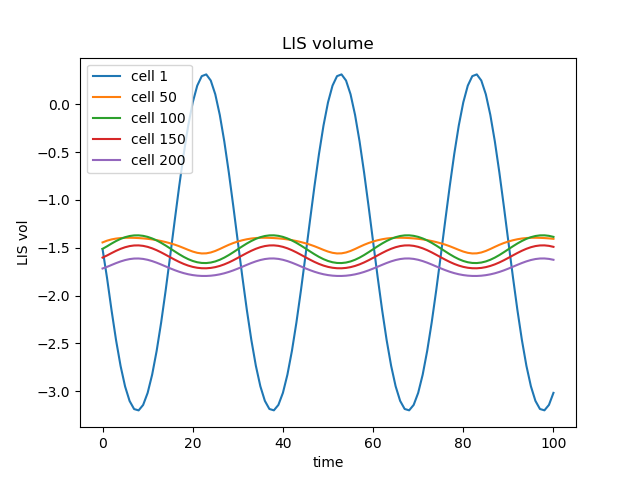 LIS volume
cell 1
cell 50
cell 100
cell 150
cell 200
LIS vol
0.0
−0.5
−1.0
−1.5
−2.0
−2.5
−3.0
0 20 40 60 80 100
time